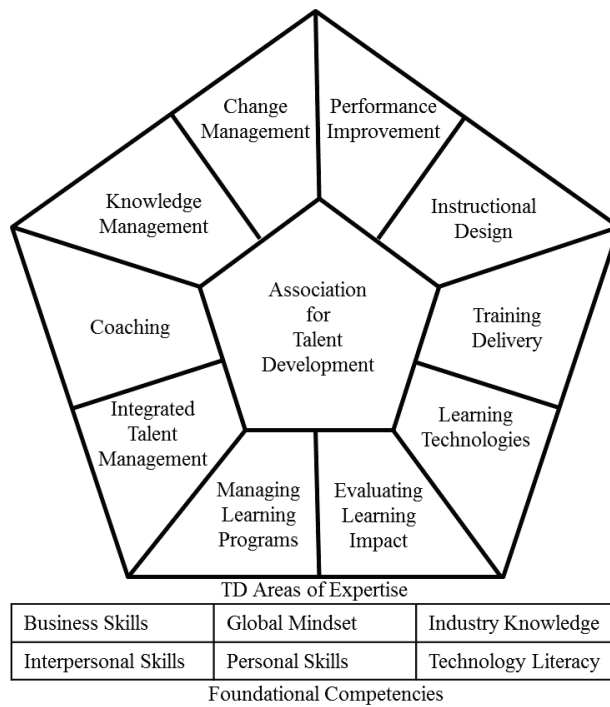 Change
Management
Performance
Improvement
Knowledge
Management
Instructional
Design
Association
for
Talent
Development
Coaching
Training
Delivery
Integrated
Talent
Management
Learning
Technologies
Managing
Learning
Programs
Evaluating
Learning
Impact
TD Areas of Expertise
Business Skills
Global Mindset
Industry Knowledge
Interpersonal Skills
Personal Skills
Technology Literacy
Foundational Competencies